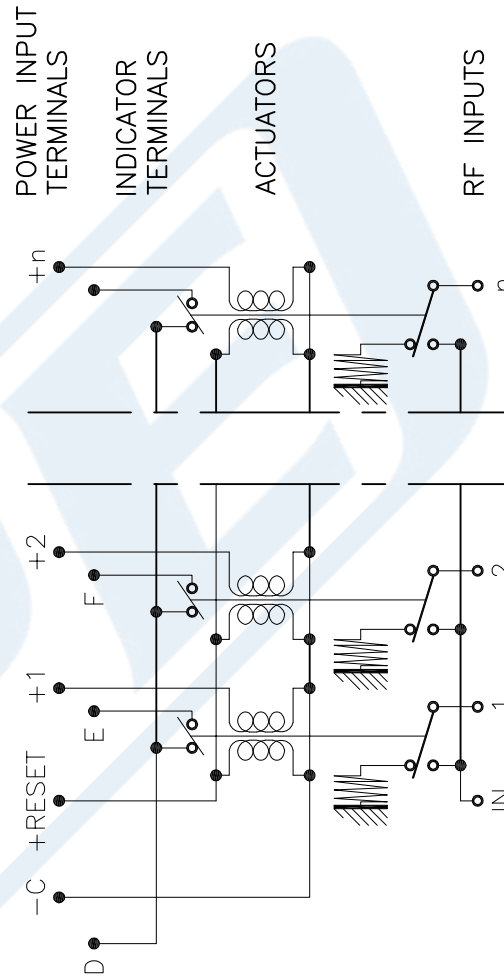 POWER INPUT
TERMINALS
INDICATOR
TERMINALS
ACTUATORS
RF INPUTS
D
-C
+RESET
+1
+2
+n
E
F
IN
1
2
n